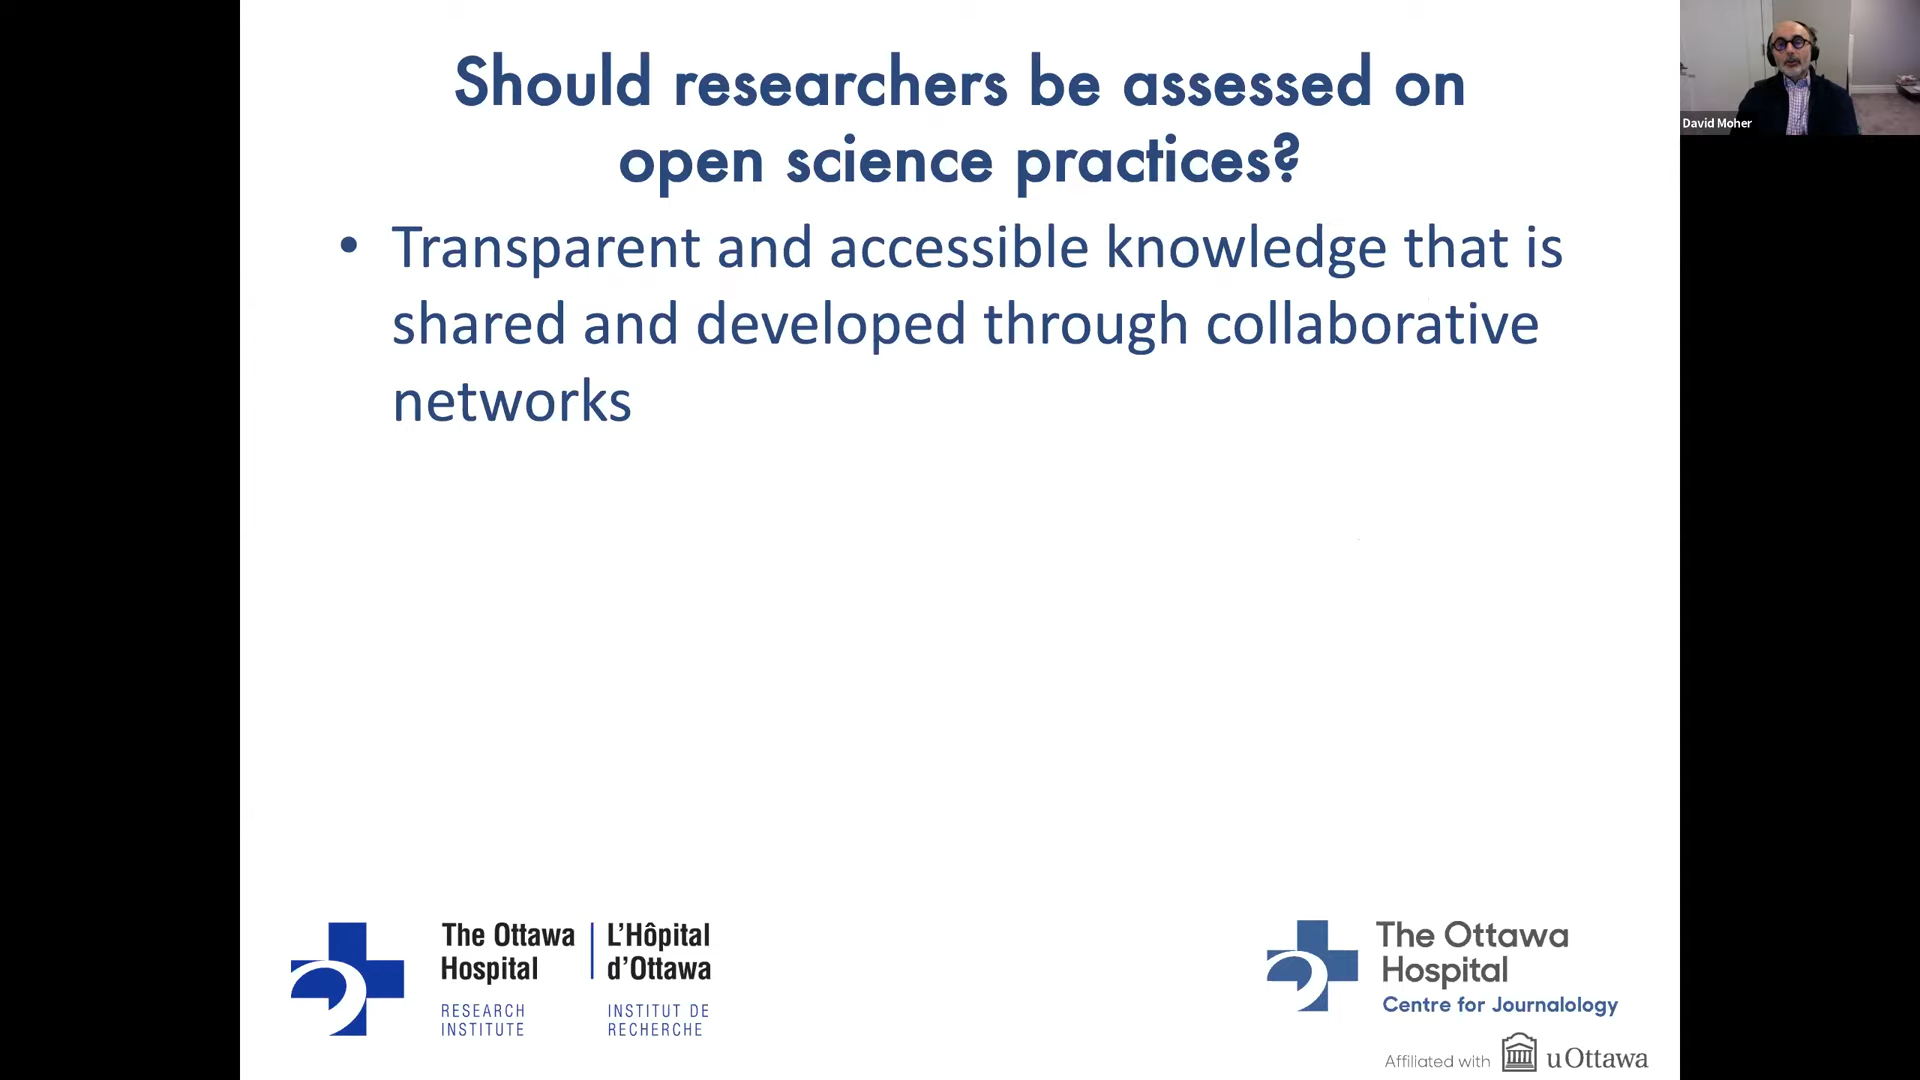 Should researchers be assessed on
open science practices?
• Transparent and accessible knowledge that is
shared and developed through collaborative
networks
David Moher
The Ottawa
Hospital
RESEARCH
INSTITUTE
L'Hôpital
d'Ottawa
INSTITUT DE
RECHERCHE
The Ottawa
Hospital
Centre for Journalology
Affiliated with uOttawa